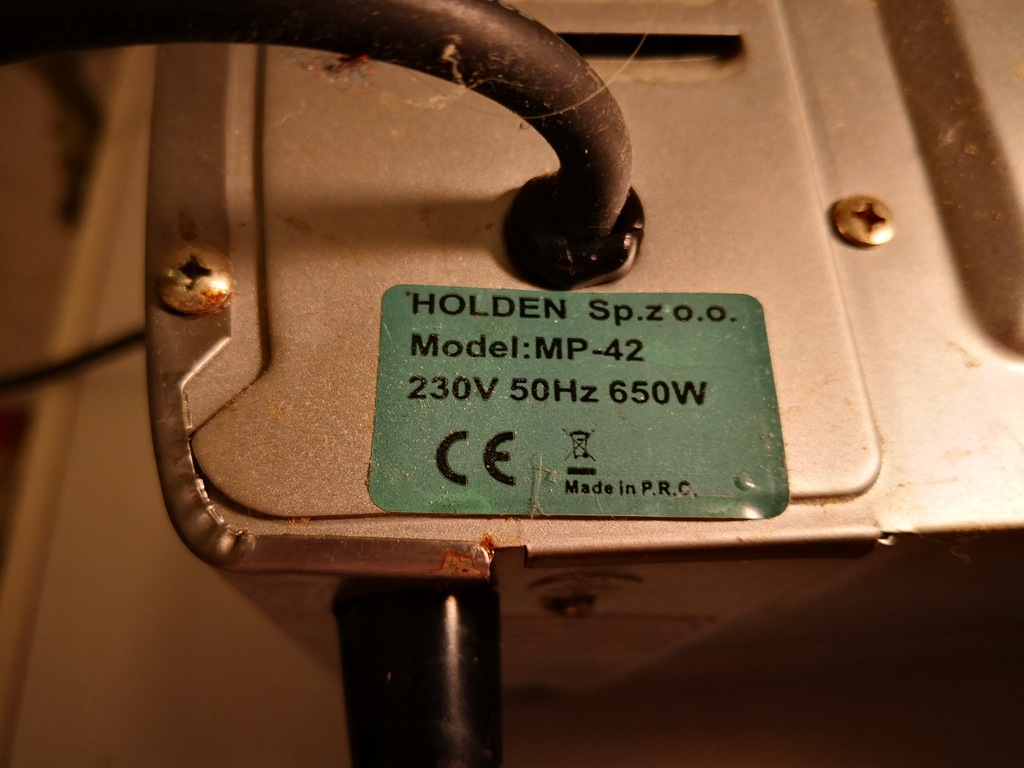 HOLDEN Sp.z o.o.
Model:MP-42
230V 50Hz 650W
CE
Made in P.R.C.